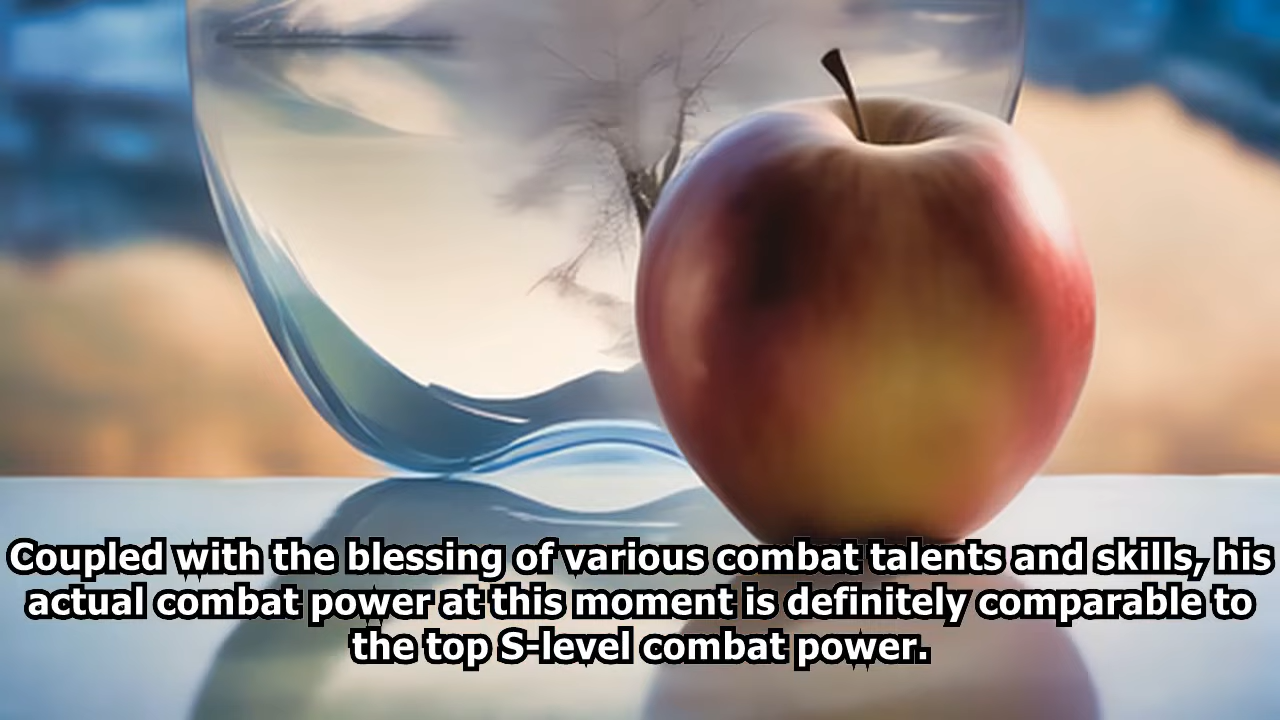 Coupled with the blessing of various combat talents and skills, his
actual combat power at this moment is definitely comparable to
the top S-level combat power.